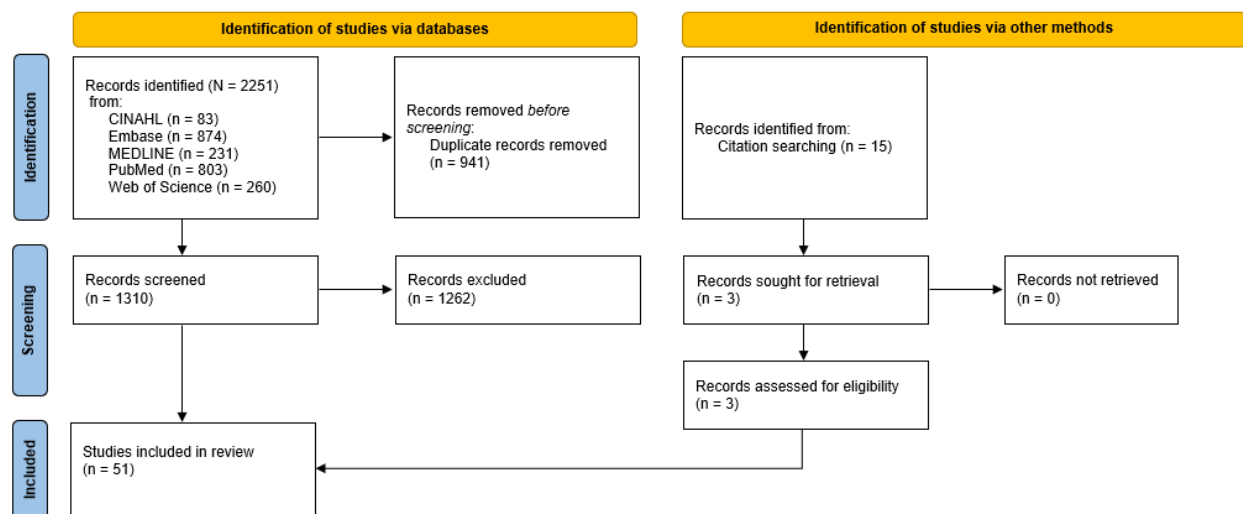 Identification of studies via databases
Identification of studies via other methods
Identification
Records identified (N = 2251)
from:
CINAHL (n = 83)
Embase (n = 874)
MEDLINE (n = 231)
PubMed (n = 803)
Web of Science (n = 260)
Records removed before
screening:
Duplicate records removed
(n = 941)
Records identified from:
Citation searching (n = 15)
Screening
Records screened
(n = 1310)
Records excluded
(n = 1262)
Records sought for retrieval
(n = 3)
Records not retrieved
(n = 0)
Records assessed for eligibility
(n = 3)
Included
Studies included in review
(n = 51)